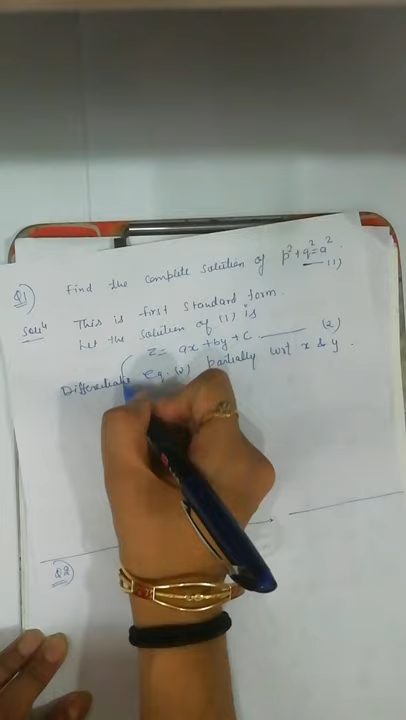 Q1) Find the complete solution of p²+q²=a². —(1)
Solⁿ This is first standard form.
Let the solution of (1) is
z = ax+by+c —— (2)
Differentiate eq. (2) partially wrt x & y.
Q2)